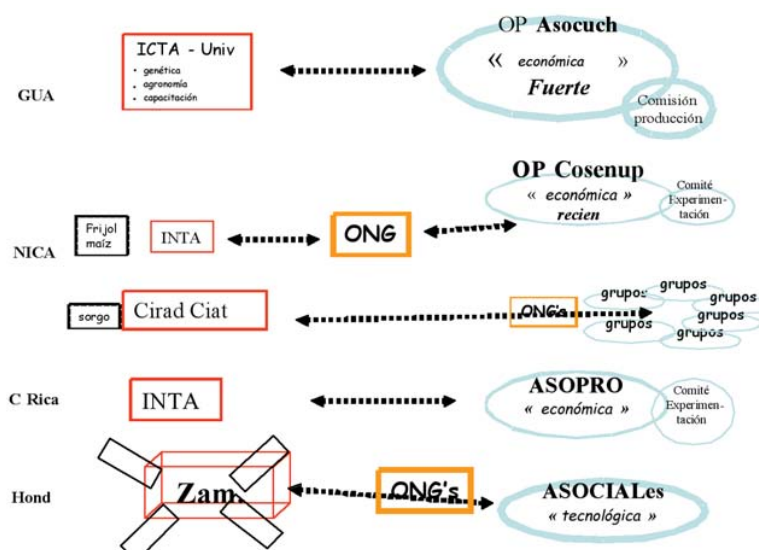 GUA
ICTA - Univ
• genética
• agronomía
• capacitación
OP Asocuch
« económica »
Fuerte
Comisión
producción
NICA
Frijol
maíz
INTA
ONG
OP Cosenup
« económica »
recien
Comité
Experimen-
tación
sorgo
Cirad Ciat
ONG's
grupos
grupos
grupos
grupos
grupos
grupos
C Rica
INTA
ASOPRO
« económica »
Comité
Experimen-
tación
Hond
ONG's
ASOCIALes
« tecnológica »